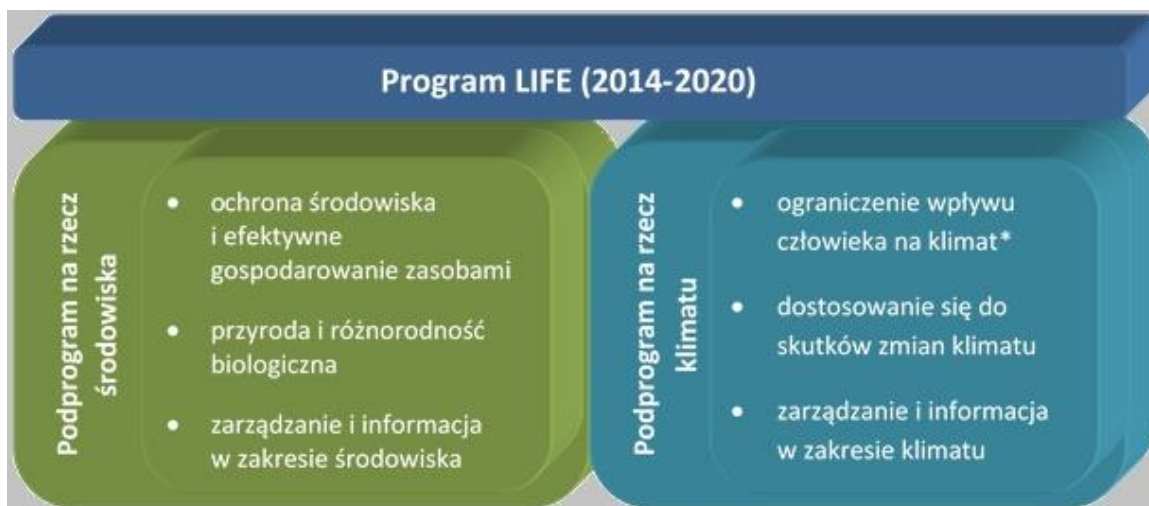 Program LIFE (2014-2020)
Podprogram na rzecz
środowiska
• ochrona środowiska
i efektywne
gospodarowanie zasobami
• przyroda i różnorodność
biologiczna
• zarządzanie i informacja
w zakresie środowiska
Podprogram na rzecz
klimatu
• ograniczenie wpływu
człowieka na klimat*
• dostosowanie się do
skutków zmian klimatu
• zarządzanie i informacja
w zakresie klimatu